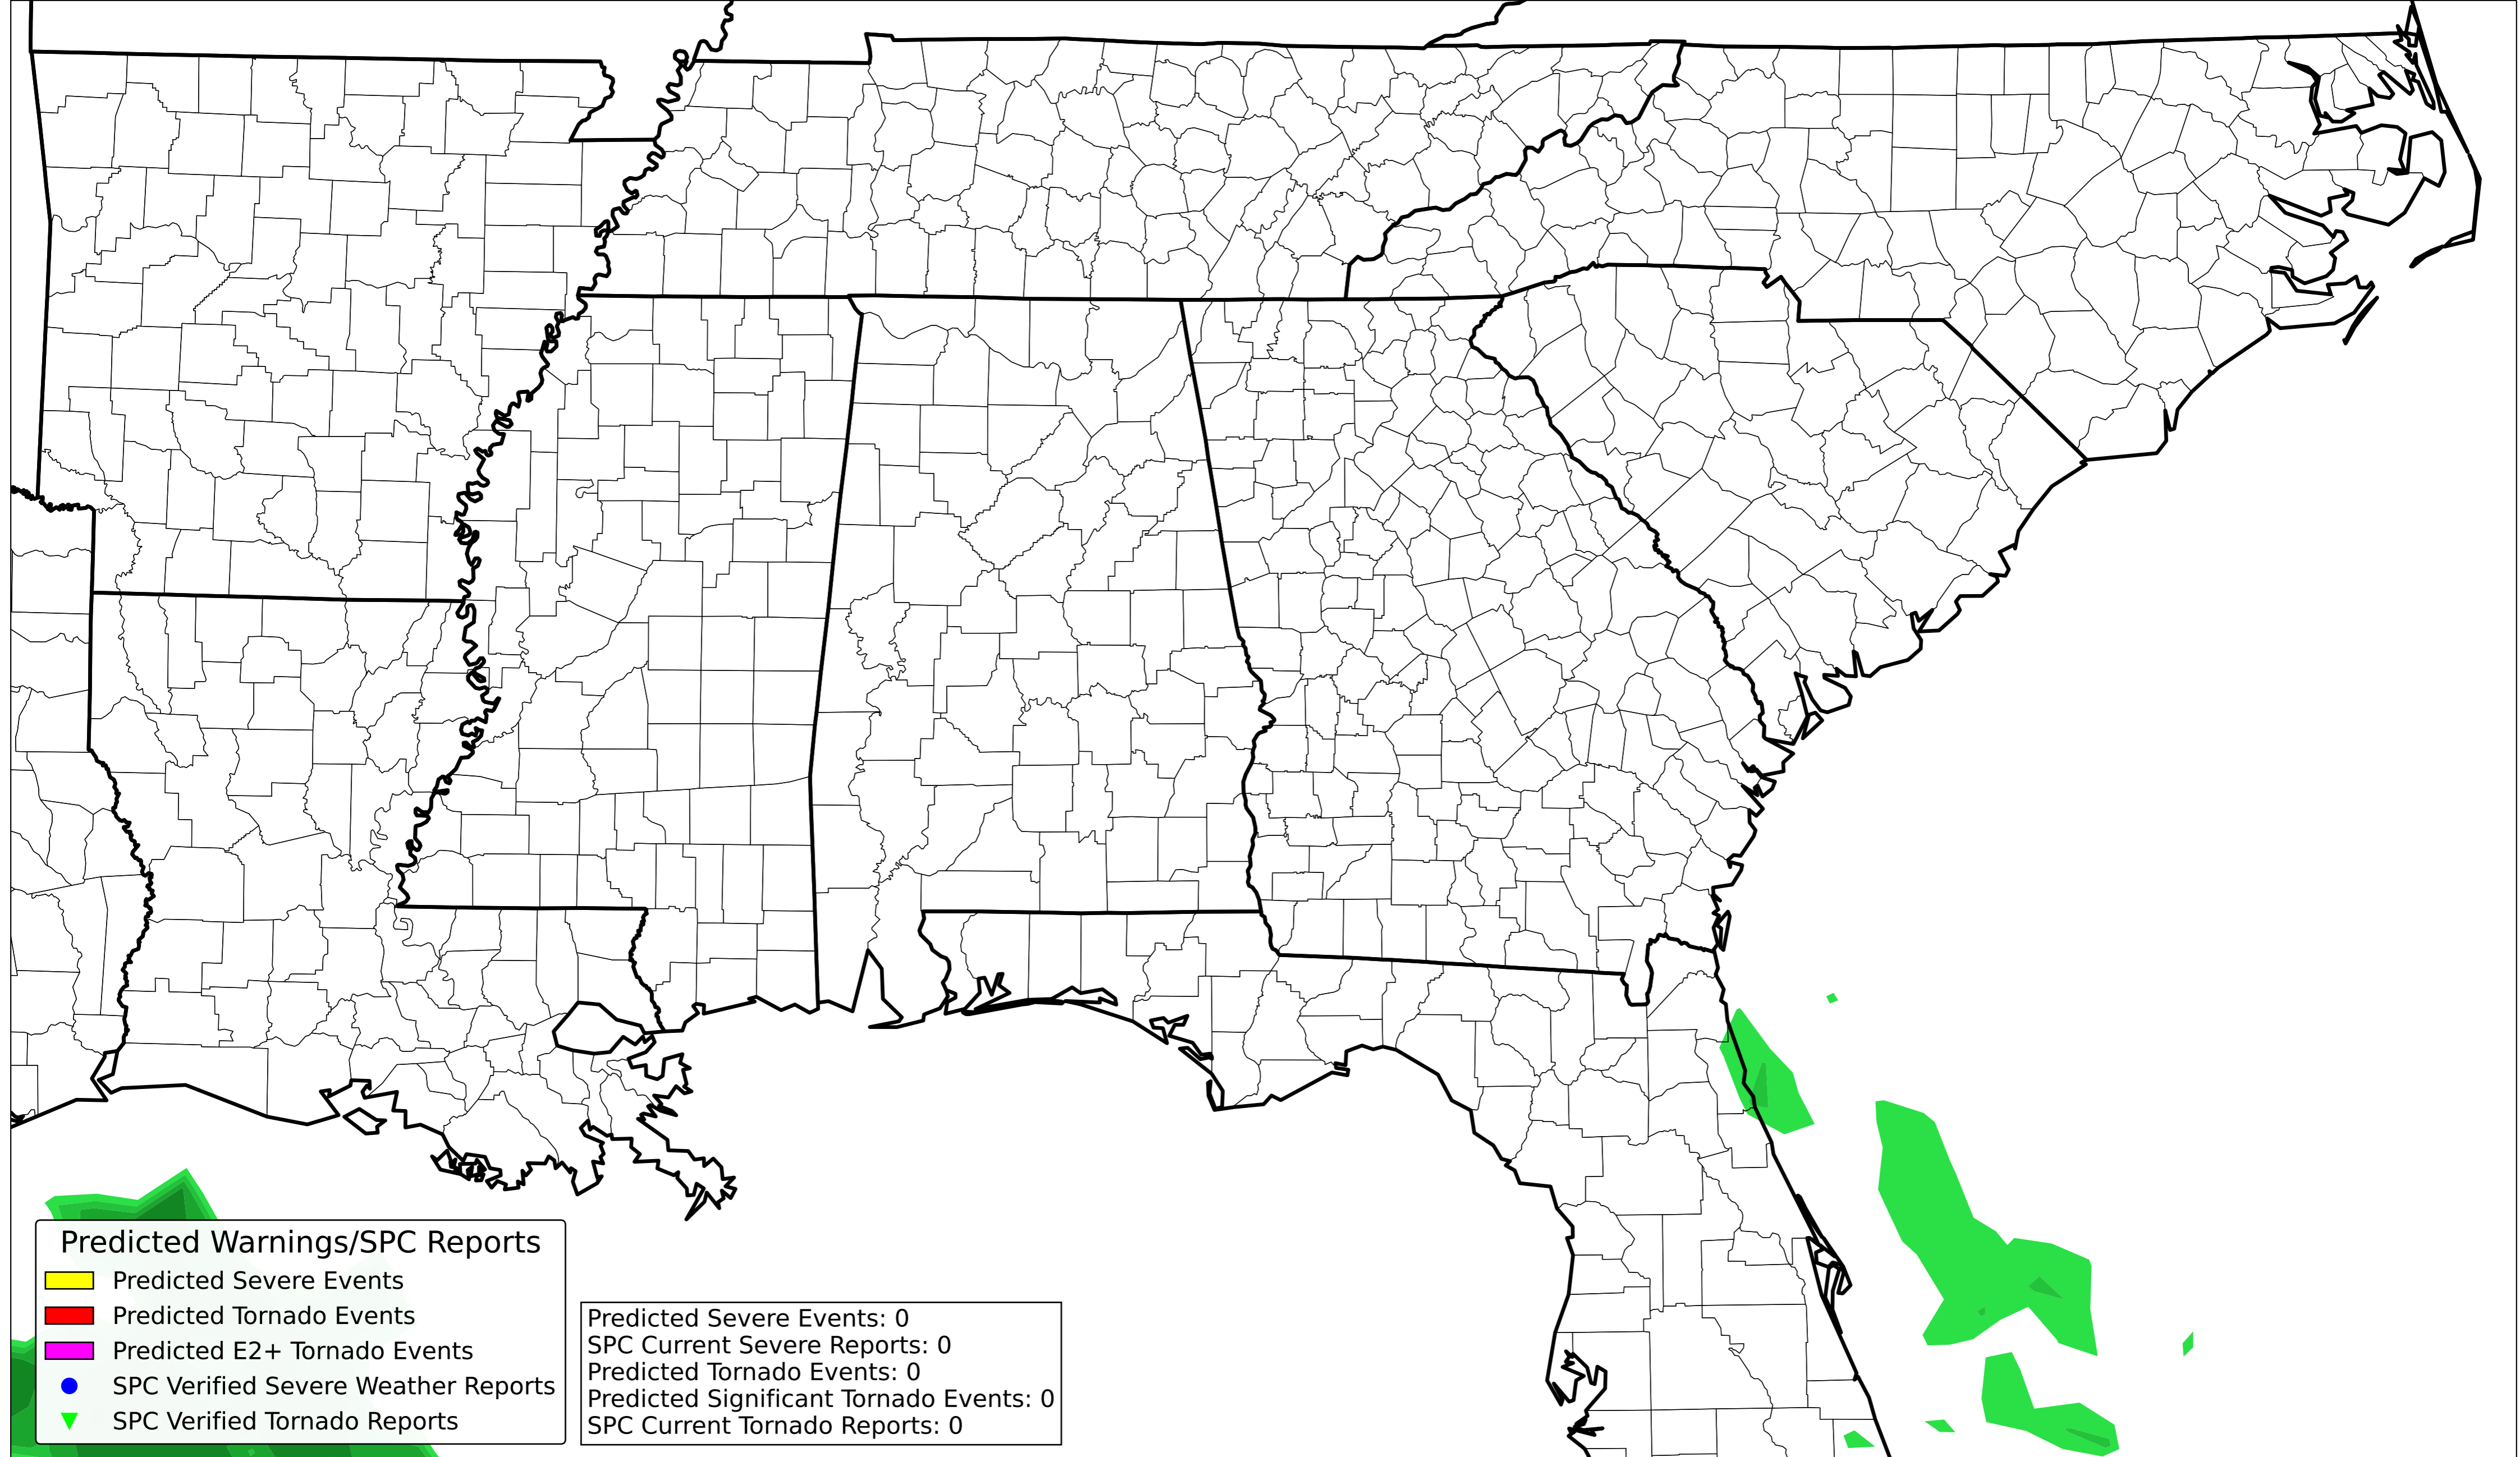 Predicted Warnings/SPC Reports
Predicted Severe Events
Predicted Tornado Events
Predicted E2+ Tornado Events
SPC Verified Severe Weather Reports
SPC Verified Tornado Reports
Predicted Severe Events: 0
SPC Current Severe Reports: 0
Predicted Tornado Events: 0
Predicted Significant Tornado Events: 0
SPC Current Tornado Reports: 0